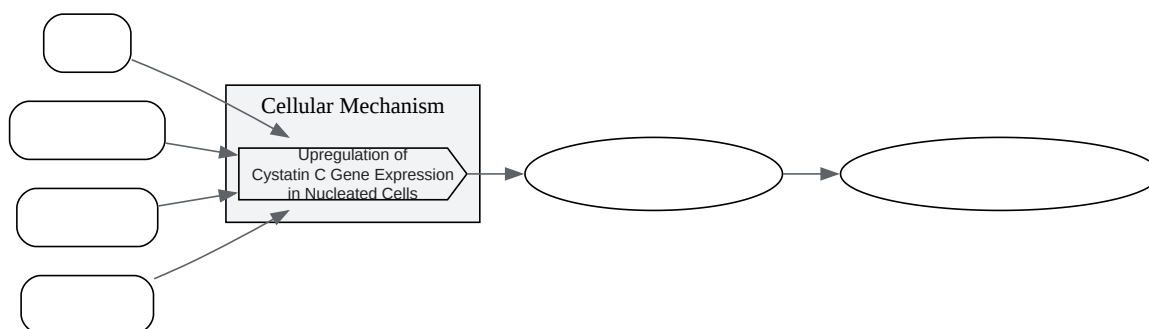 Cellular Mechanism
Upregulation of
Cystatin C Gene Expression
in Nucleated Cells